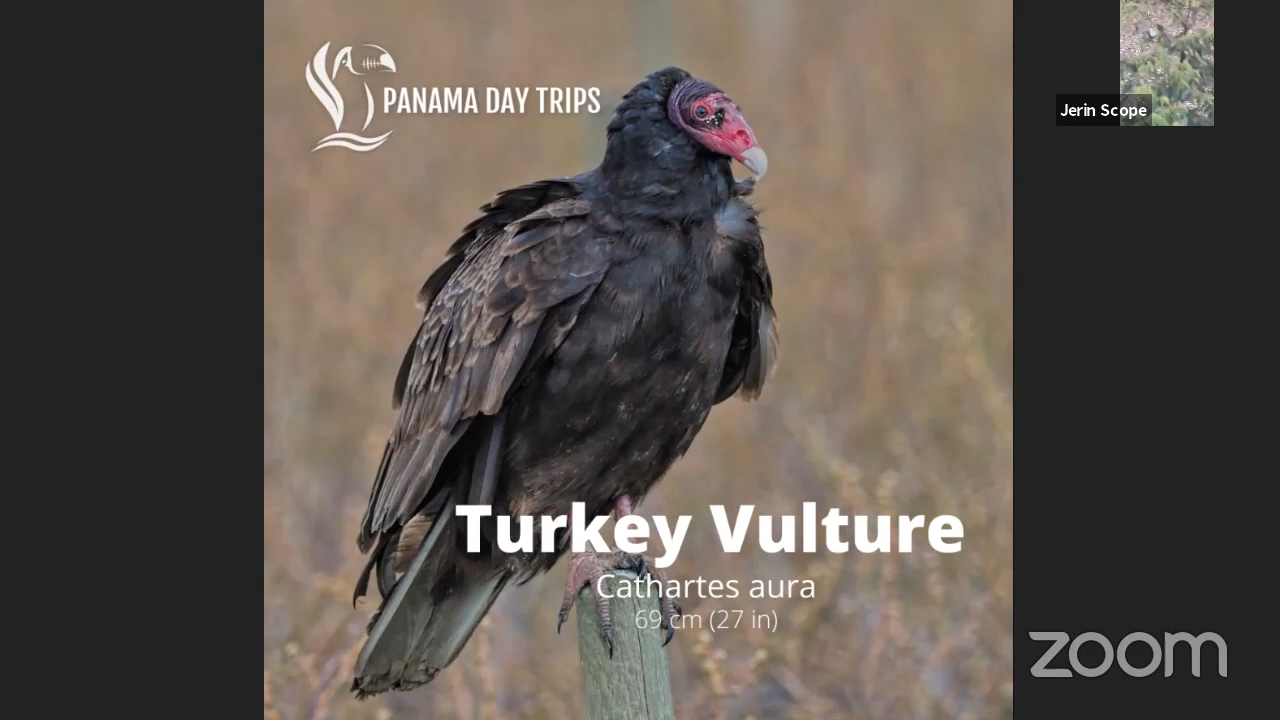 PANAMA DAY TRIPS
Jerin Scope
Turkey Vulture
Cathartes aura
69 cm (27 in)
zoom